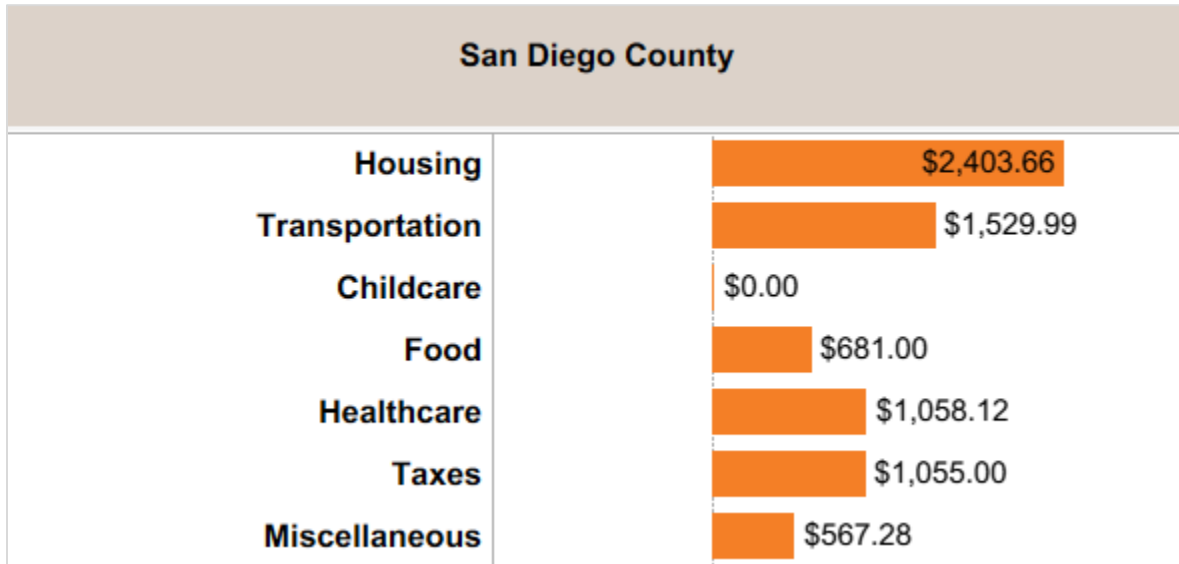 San Diego County
Housing $2,403.66
Transportation $1,529.99
Childcare $0.00
Food $681.00
Healthcare $1,058.12
Taxes $1,055.00
Miscellaneous $567.28